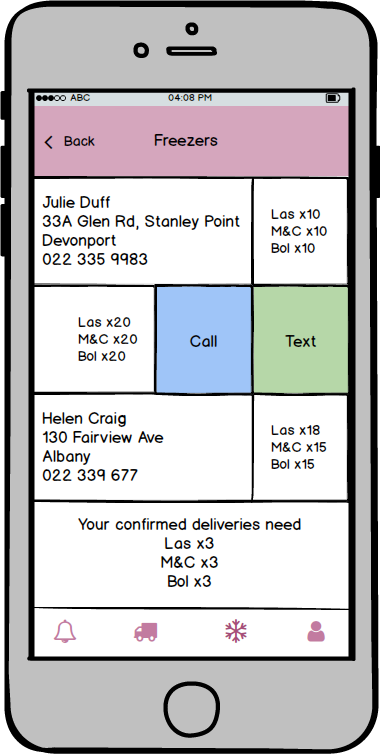 ABC 04:08 PM
Back Freezers
Julie Duff
33A Glen Rd, Stanley Point
Devonport
022 335 9983
Las x10
M&C x10
Bol x10
Las x20
M&C x20
Bol x20
Call
Text
Helen Craig
130 Fairview Ave
Albany
022 339 677
Las x18
M&C x15
Bol x15
Your confirmed deliveries need
Las x3
M&C x3
Bol x3